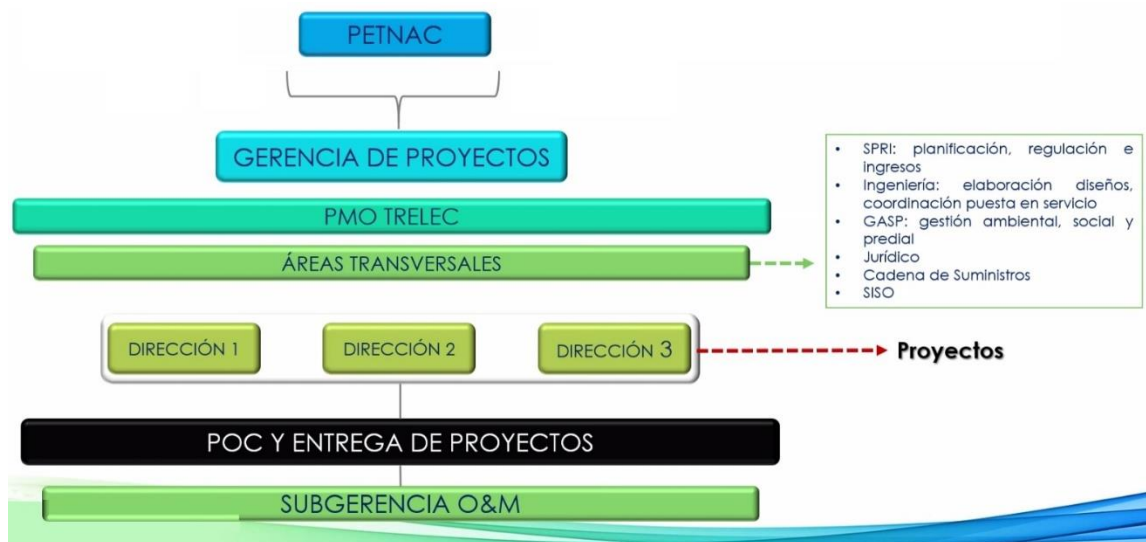 PETNAC
GERENCIA DE PROYECTOS
PMO TRELEC
ÁREAS TRANSVERSALES
• SPRI: planificación, regulación e
ingresos
• Ingeniería: elaboración diseños,
coordinación puesta en servicio
• GASP: gestión ambiental, social y
predial
• Jurídico
• Cadena de Suministros
• SISO
DIRECCIÓN 1
DIRECCIÓN 2
DIRECCIÓN 3
Proyectos
POC Y ENTREGA DE PROYECTOS
SUBGERENCIA O&M